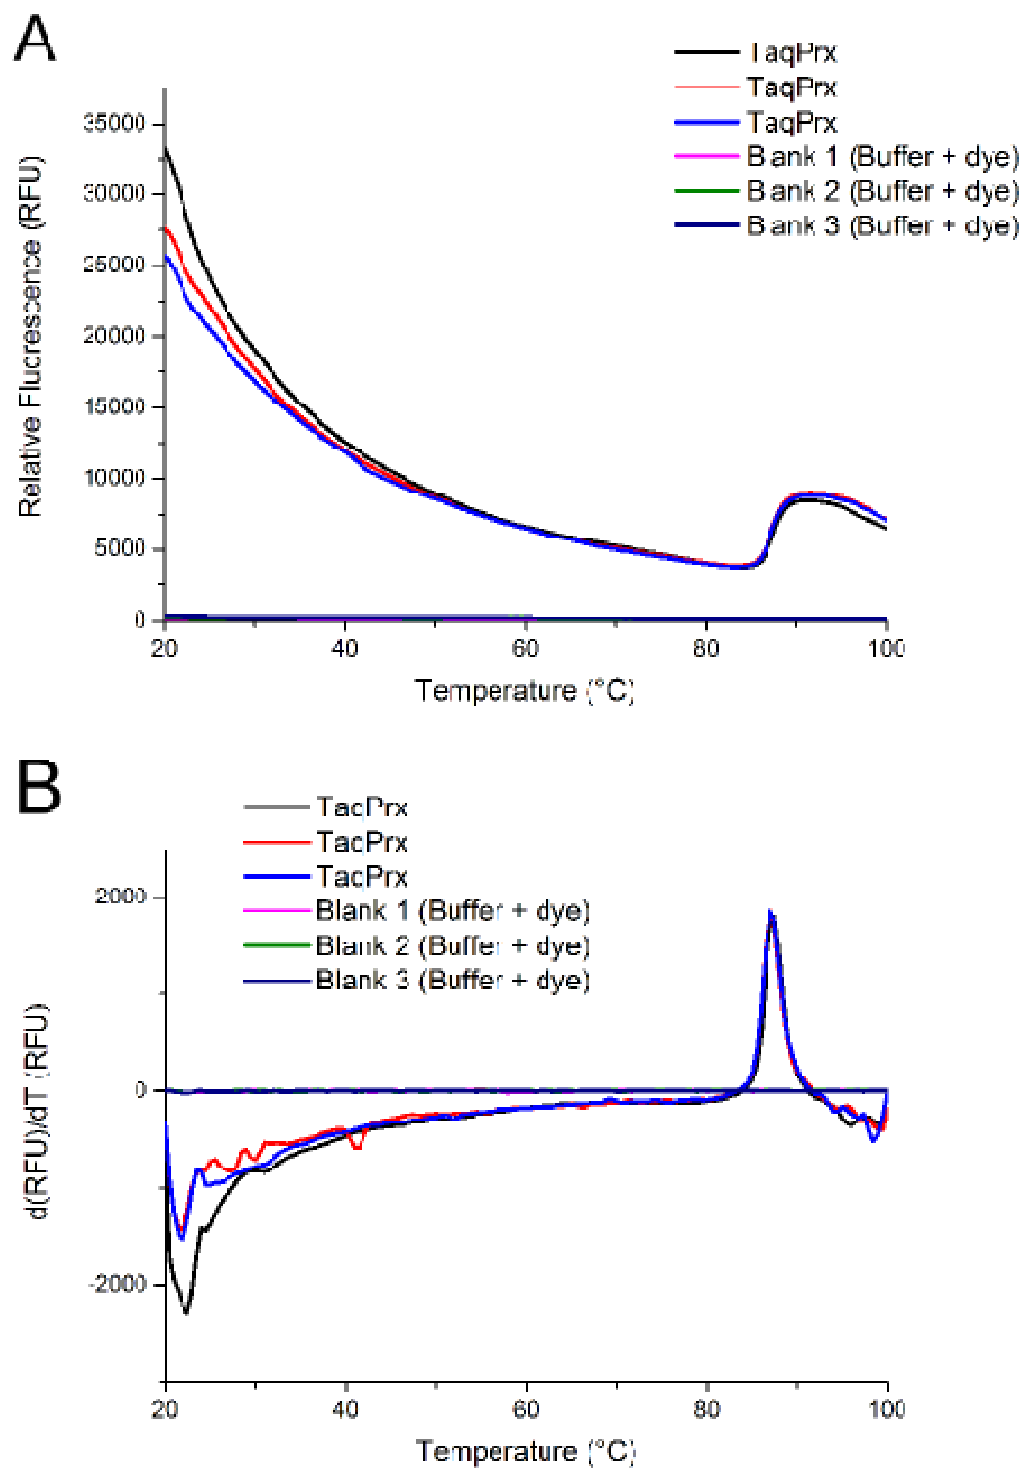 A
TaqPrx
TaqPrx
TaqPrx
Blank 1 (Buffer + dye)
Blank 2 (Buffer + dye)
Blank 3 (Buffer + dye)
35000
30000
25000
20000
15000
10000
5000
0
Relative Fluorescence (RFU)
20
40
60
80
100
Temperature (°C)
B
TaqPrx
TaqPrx
TaqPrx
Blank 1 (Buffer + dye)
Blank 2 (Buffer + dye)
Blank 3 (Buffer + dye)
2000
0
-2000
d(RFU)/dT (RFU)
20
40
60
80
100
Temperature (°C)